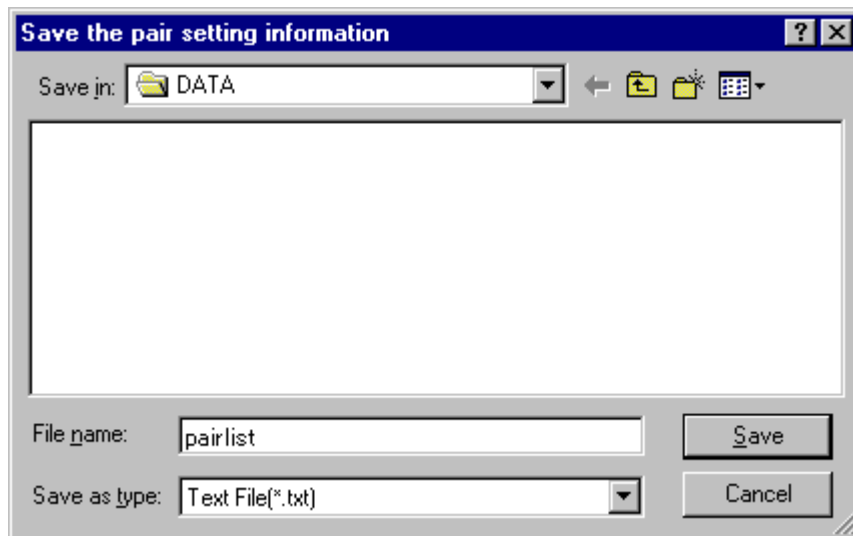 Save the pair setting information
Save in: DATA
File name: pairlist Save
Save as type: Text File(*.txt) Cancel